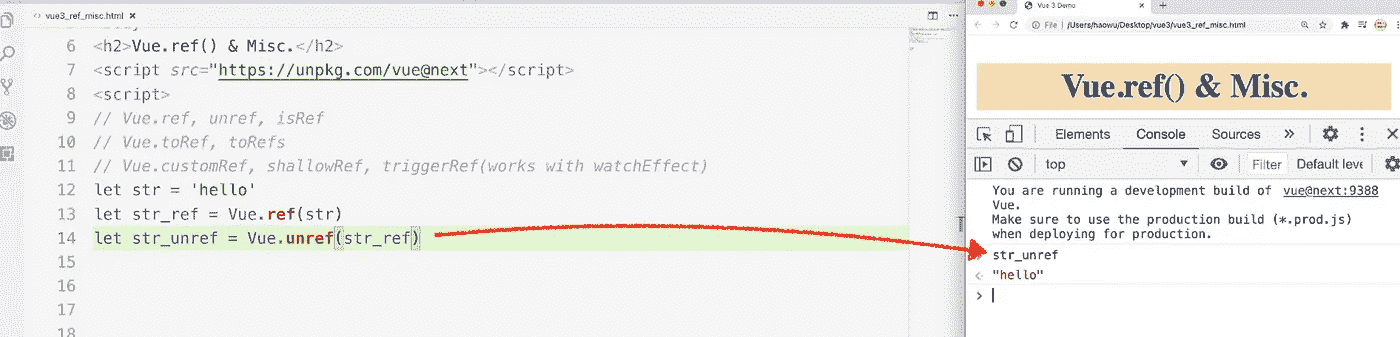 vue3_ref_misc.html
6 <h2>Vue.ref() & Misc.</h2>
7 <script src="https://unpkg.com/vue@next"></script>
8 <script>
9 // Vue.ref, unref, isRef
10 // Vue.toRef, toRefs
11 // Vue.customRef, shallowRef, triggerRef(works with watchEffect)
12 let str = 'hello'
13 let str_ref = Vue.ref(str)
14 let str_unref = Vue.unref(str_ref)
15
16
17
18
Vue 3 Demo
File | /Users/haowu/Desktop/vue3/vue3_ref_misc.html
Vue.ref() & Misc.
Elements Console Sources »
top Filter Default leve
You are running a development build of vue@next:9388
Vue.
Make sure to use the production build (*.prod.js)
when deploying for production.
str_unref
"hello"